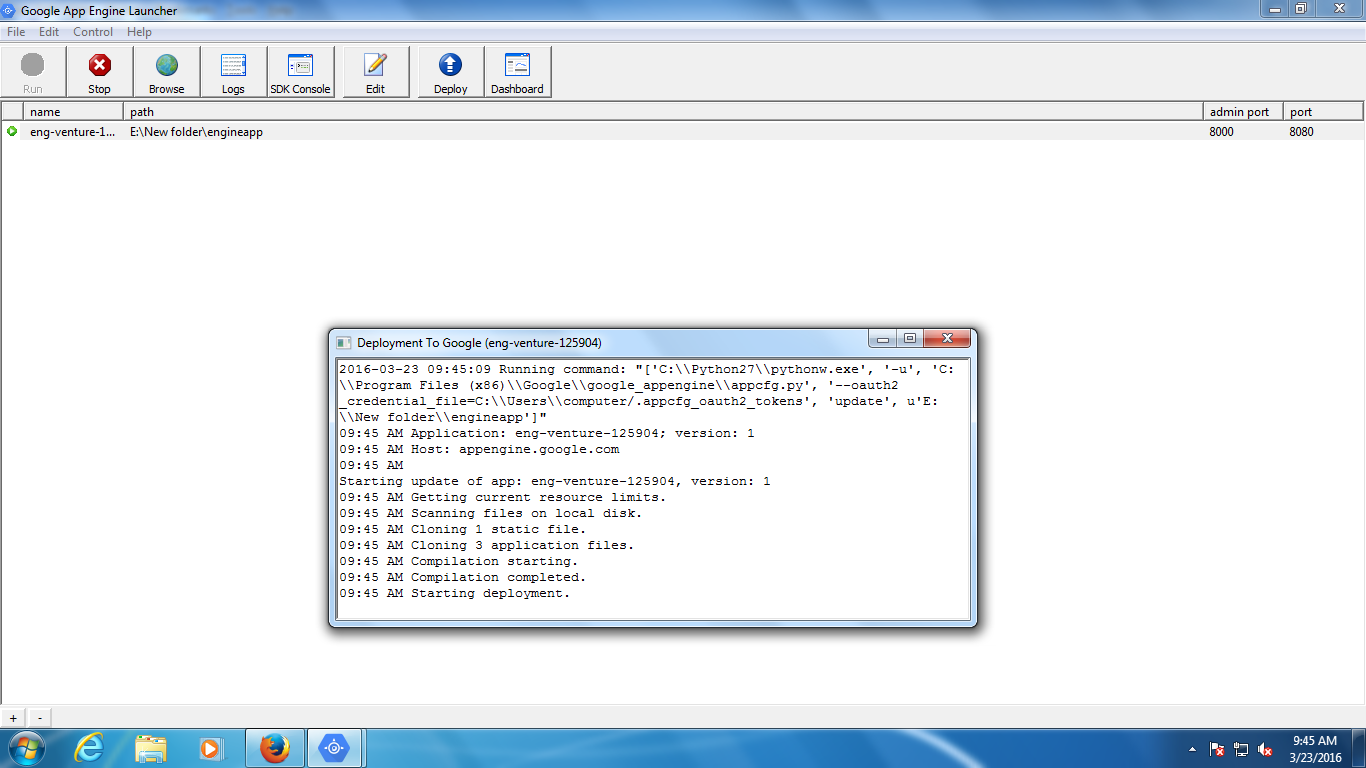 Google App Engine Launcher
File Edit Control Help
Run Stop Browse Logs SDK Console Edit Deploy Dashboard
name path admin port port
eng-venture-1... E:\New folder\engineapp 8000 8080
Deployment To Google (eng-venture-125904)
2016-03-23 09:45:09 Running command: "['C:\\Python27\\pythonw.exe', '-u', 'C:
\\Program Files (x86)\\Google\\google_appengine\\appcfg.py', '--oauth2
_credential_file=C:\\Users\\computer/.appcfg_oauth2_tokens', 'update', u'E:
\\New folder\\engineapp']"
09:45 AM Application: eng-venture-125904; version: 1
09:45 AM Host: appengine.google.com
09:45 AM
Starting update of app: eng-venture-125904, version: 1
09:45 AM Getting current resource limits.
09:45 AM Scanning files on local disk.
09:45 AM Cloning 1 static file.
09:45 AM Cloning 3 application files.
09:45 AM Compilation starting.
09:45 AM Compilation completed.
09:45 AM Starting deployment.
+ -
9:45 AM
3/23/2016